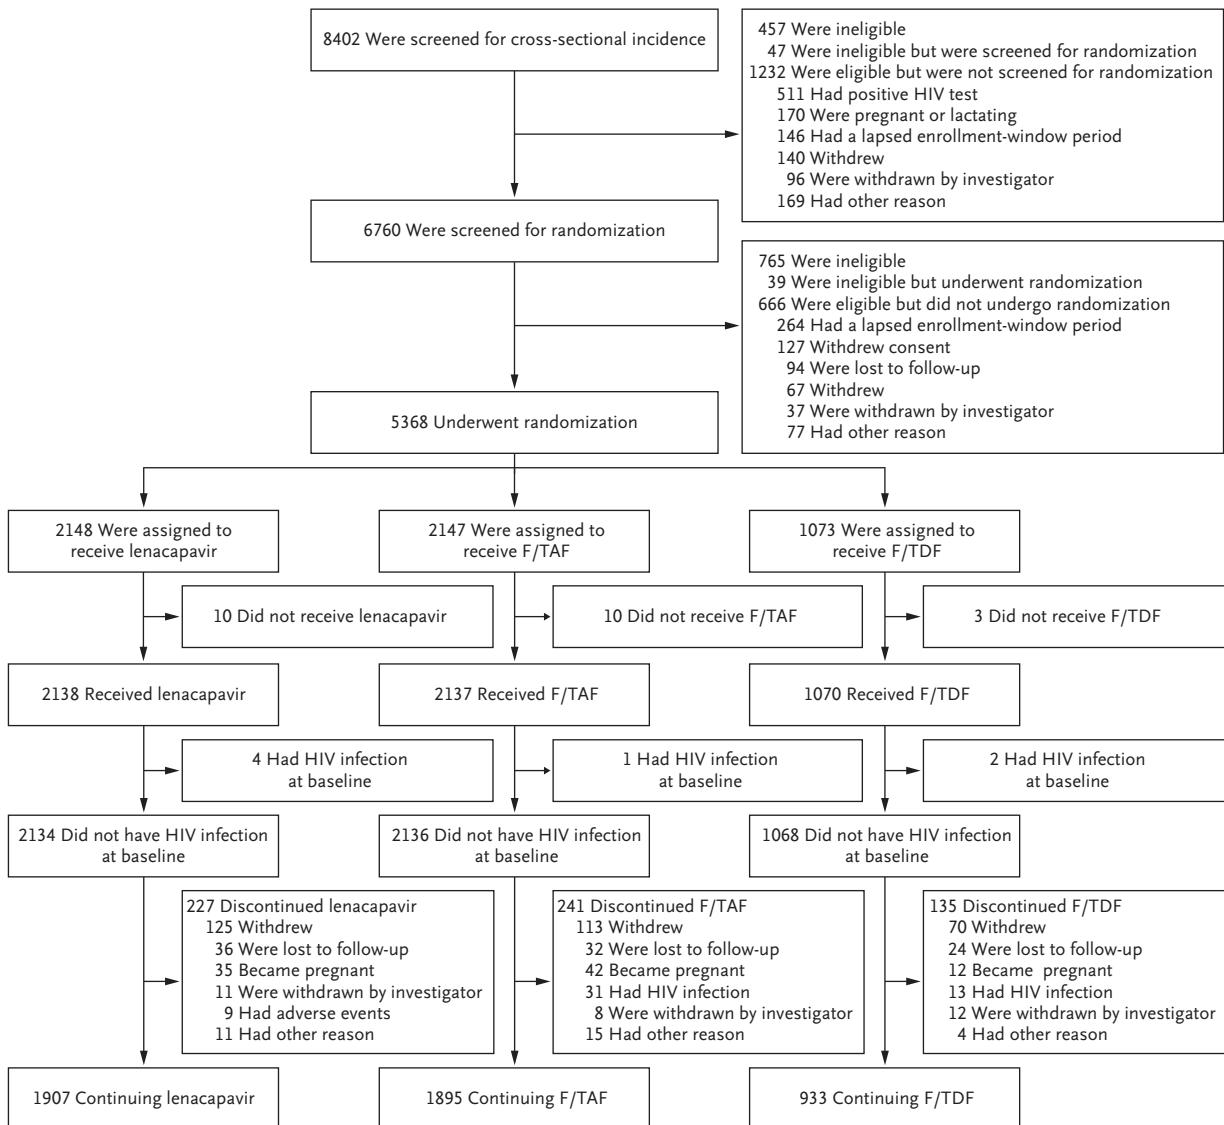 8402 Were screened for cross-sectional incidence
457 Were ineligible
47 Were ineligible but were screened for randomization
1232 Were eligible but were not screened for randomization
511 Had positive HIV test
170 Were pregnant or lactating
146 Had a lapsed enrollment-window period
140 Withdrew
96 Were withdrawn by investigator
169 Had other reason
6760 Were screened for randomization
765 Were ineligible
39 Were ineligible but underwent randomization
666 Were eligible but did not undergo randomization
264 Had a lapsed enrollment-window period
127 Withdrew consent
94 Were lost to follow-up
67 Withdrew
37 Were withdrawn by investigator
77 Had other reason
5368 Underwent randomization
2148 Were assigned to
receive lenacapavir
2147 Were assigned to
receive F/TAF
1073 Were assigned to
receive F/TDF
10 Did not receive lenacapavir
10 Did not receive F/TAF
3 Did not receive F/TDF
2138 Received lenacapavir
2137 Received F/TAF
1070 Received F/TDF
4 Had HIV infection
at baseline
1 Had HIV infection
at baseline
2 Had HIV infection
at baseline
2134 Did not have HIV infection
at baseline
2136 Did not have HIV infection
at baseline
1068 Did not have HIV infection
at baseline
227 Discontinued lenacapavir
125 Withdrew
36 Were lost to follow-up
35 Became pregnant
11 Were withdrawn by investigator
9 Had adverse events
11 Had other reason
241 Discontinued F/TAF
113 Withdrew
32 Were lost to follow-up
42 Became pregnant
31 Had HIV infection
8 Were withdrawn by investigator
15 Had other reason
135 Discontinued F/TDF
70 Withdrew
24 Were lost to follow-up
12 Became pregnant
13 Had HIV infection
12 Were withdrawn by investigator
4 Had other reason
1907 Continuing lenacapavir
1895 Continuing F/TAF
933 Continuing F/TDF